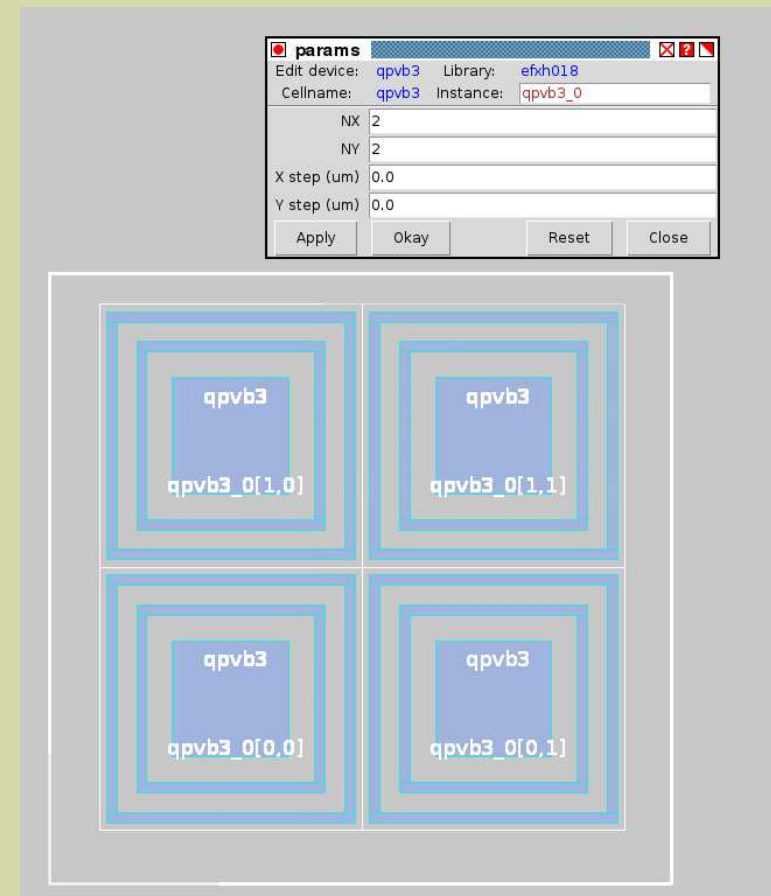 params
Edit device: qpvb3 Library: efxh018
Cellname: qpvb3 Instance: qpvb3_0
NX 2
NY 2
X step (um) 0.0
Y step (um) 0.0
Apply Okay Reset Close
qpvb3 qpvb3
qpvb3_0[1,0] qpvb3_0[1,1]
qpvb3 qpvb3
qpvb3_0[0,0] qpvb3_0[0,1]